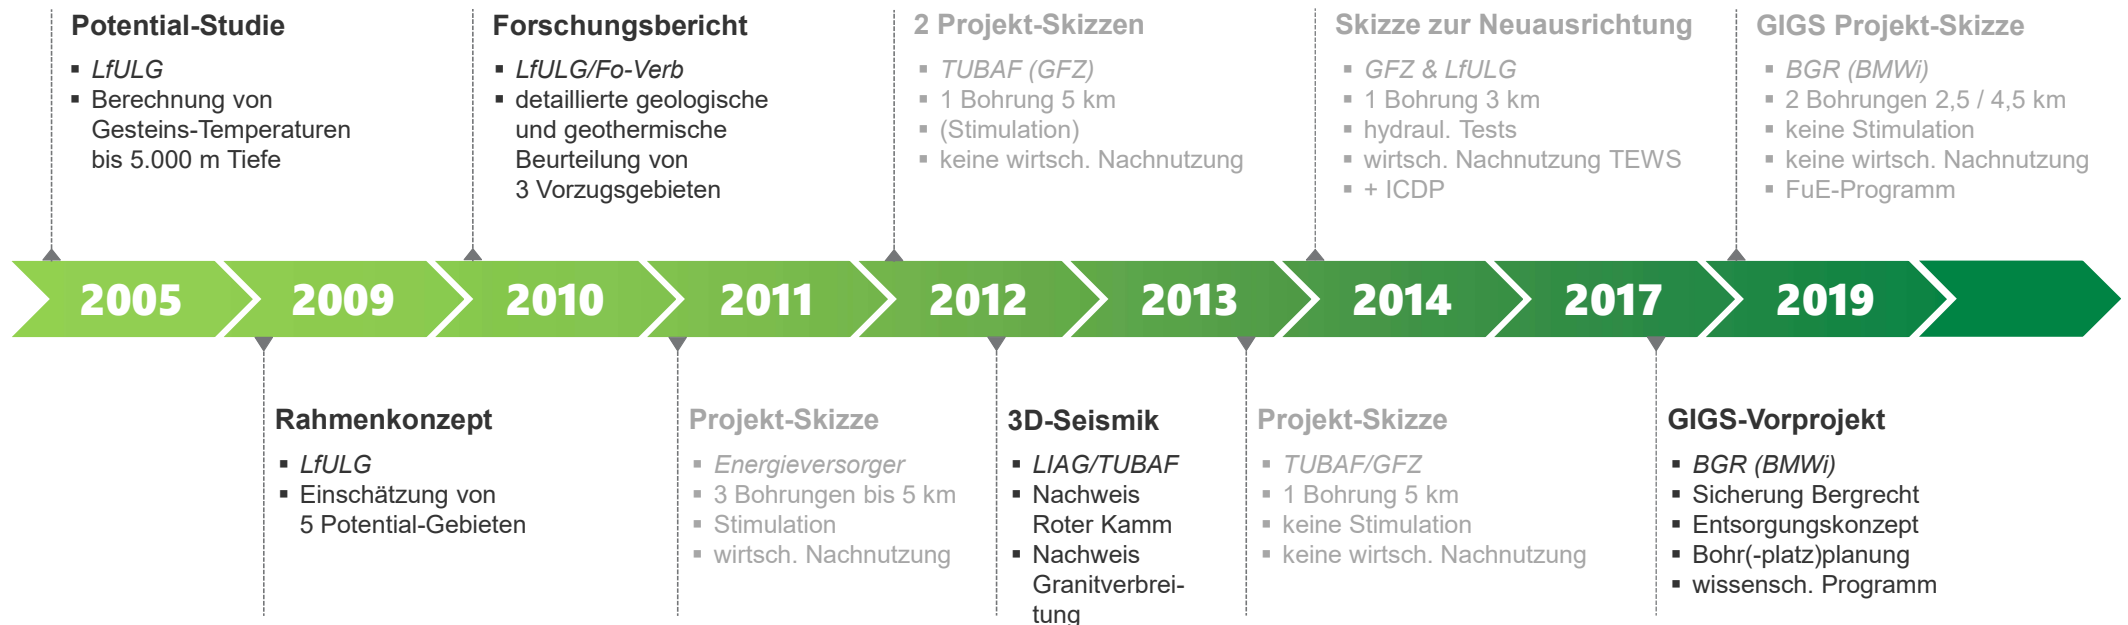 Potential-Studie
▪ LfULG
▪ Berechnung von
Gesteins-Temperaturen
bis 5.000 m Tiefe
Forschungsbericht
▪ LfULG/Fo-Verb
▪ detaillierte geologische
und geothermische
Beurteilung von
3 Vorzugsgebieten
2 Projekt-Skizzen
▪ TUBAF (GFZ)
▪ 1 Bohrung 5 km
▪ (Stimulation)
▪ keine wirtsch. Nachnutzung
Skizze zur Neuausrichtung
▪ GFZ & LfULG
▪ 1 Bohrung 3 km
▪ hydraul. Tests
▪ wirtsch. Nachnutzung TEWS
▪ + ICDP
GIGS Projekt-Skizze
▪ BGR (BMWi)
▪ 2 Bohrungen 2,5 / 4,5 km
▪ keine Stimulation
▪ keine wirtsch. Nachnutzung
▪ FuE-Programm
2005
2009
2010
2011
2012
2013
2014
2017
2019
Rahmenkonzept
▪ LfULG
▪ Einschätzung von
5 Potential-Gebieten
Projekt-Skizze
▪ Energieversorger
▪ 3 Bohrungen bis 5 km
▪ Stimulation
▪ wirtsch. Nachnutzung
3D-Seismik
▪ LIAG/TUBAF
▪ Nachweis
Roter Kamm
▪ Nachweis
Granitverbrei-
tung
Projekt-Skizze
▪ TUBAF/GFZ
▪ 1 Bohrung 5 km
▪ keine Stimulation
▪ keine wirtsch. Nachnutzung
GIGS-Vorprojekt
▪ BGR (BMWi)
▪ Sicherung Bergrecht
▪ Entsorgungskonzept
▪ Bohr(-platz)planung
▪ wissensch. Programm